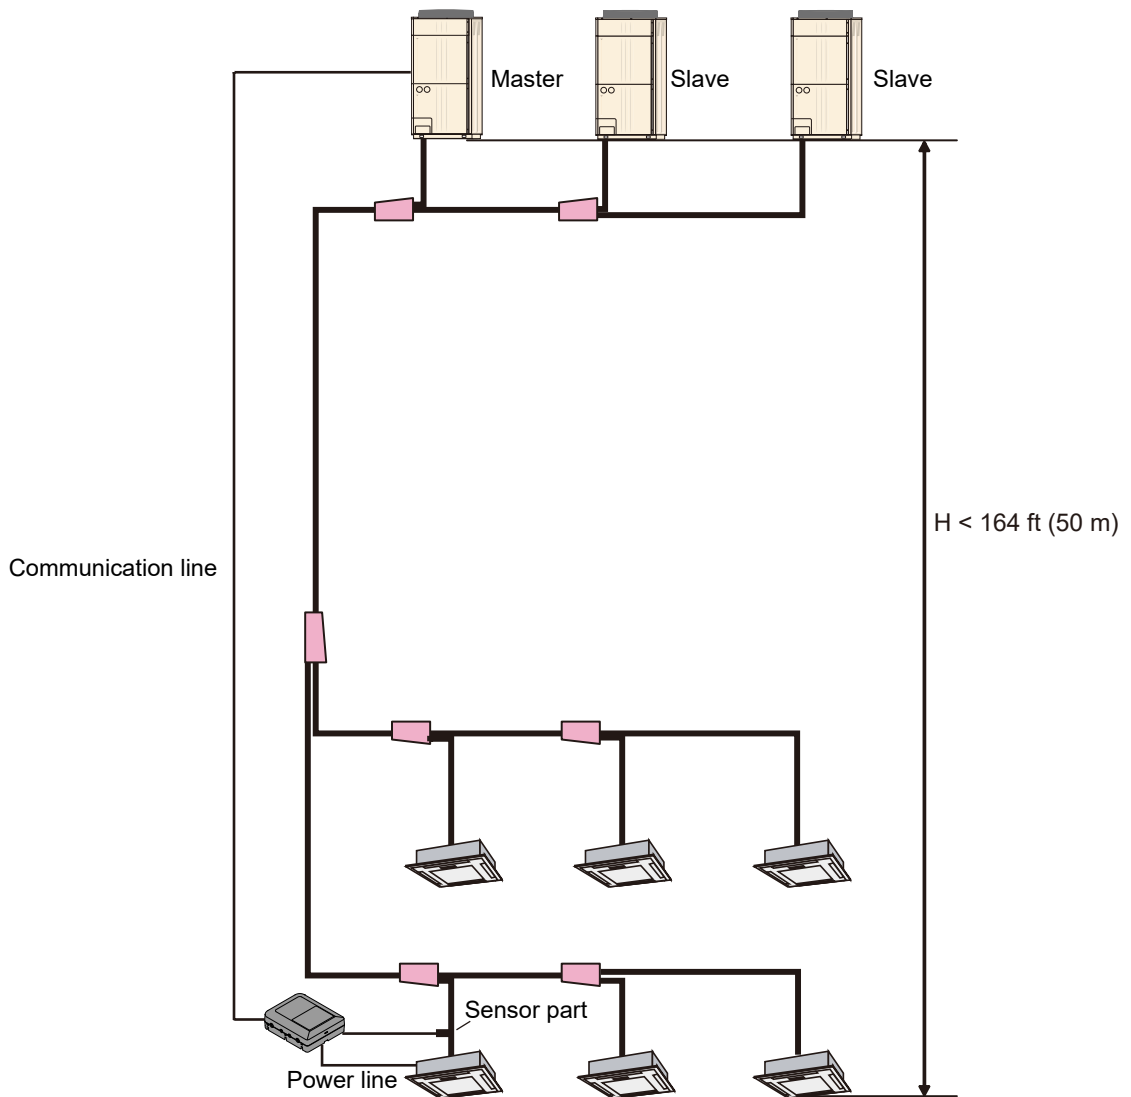 Master
Slave
Slave
H < 164 ft (50 m)
Communication line
Sensor part
Power line